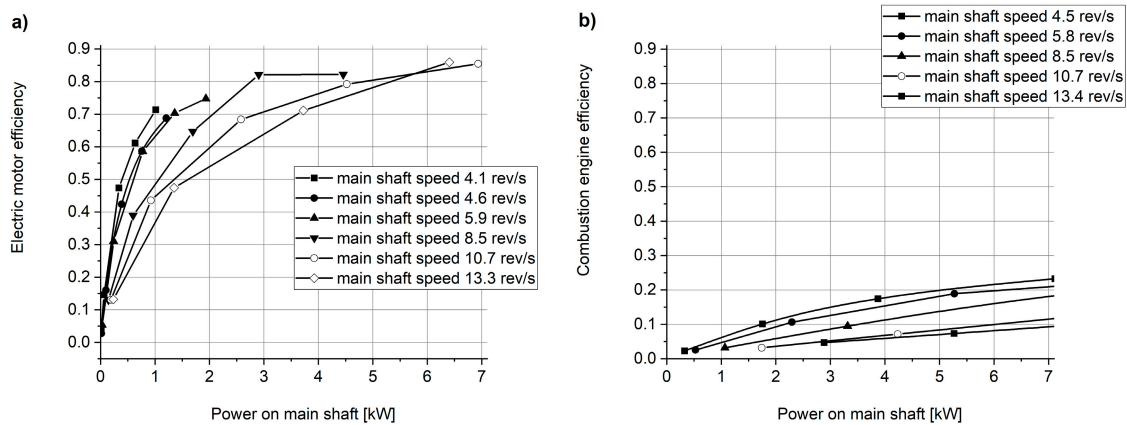 a)
Electric motor efficiency
0.9
0.8
0.7
0.6
0.5
0.4
0.3
0.2
0.1
0.0
0 1 2 3 4 5 6 7
Power on main shaft [kW]
main shaft speed 4.1 rev/s
main shaft speed 4.6 rev/s
main shaft speed 5.9 rev/s
main shaft speed 8.5 rev/s
main shaft speed 10.7 rev/s
main shaft speed 13.3 rev/s
b)
Combustion engine efficiency
0.9
0.8
0.7
0.6
0.5
0.4
0.3
0.2
0.1
0.0
0 1 2 3 4 5 6 7
Power on main shaft [kW]
main shaft speed 4.5 rev/s
main shaft speed 5.8 rev/s
main shaft speed 8.5 rev/s
main shaft speed 10.7 rev/s
main shaft speed 13.4 rev/s